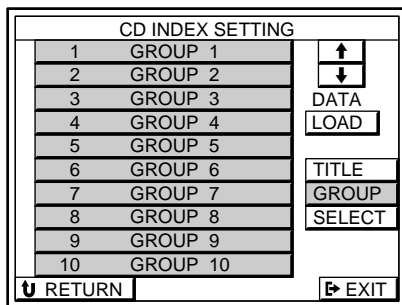 CD INDEX SETTING
1 GROUP 1
2 GROUP 2
3 GROUP 3
4 GROUP 4
5 GROUP 5
6 GROUP 6
7 GROUP 7
8 GROUP 8
9 GROUP 9
10 GROUP 10
DATA
LOAD
TITLE
GROUP
SELECT
RETURN
EXIT